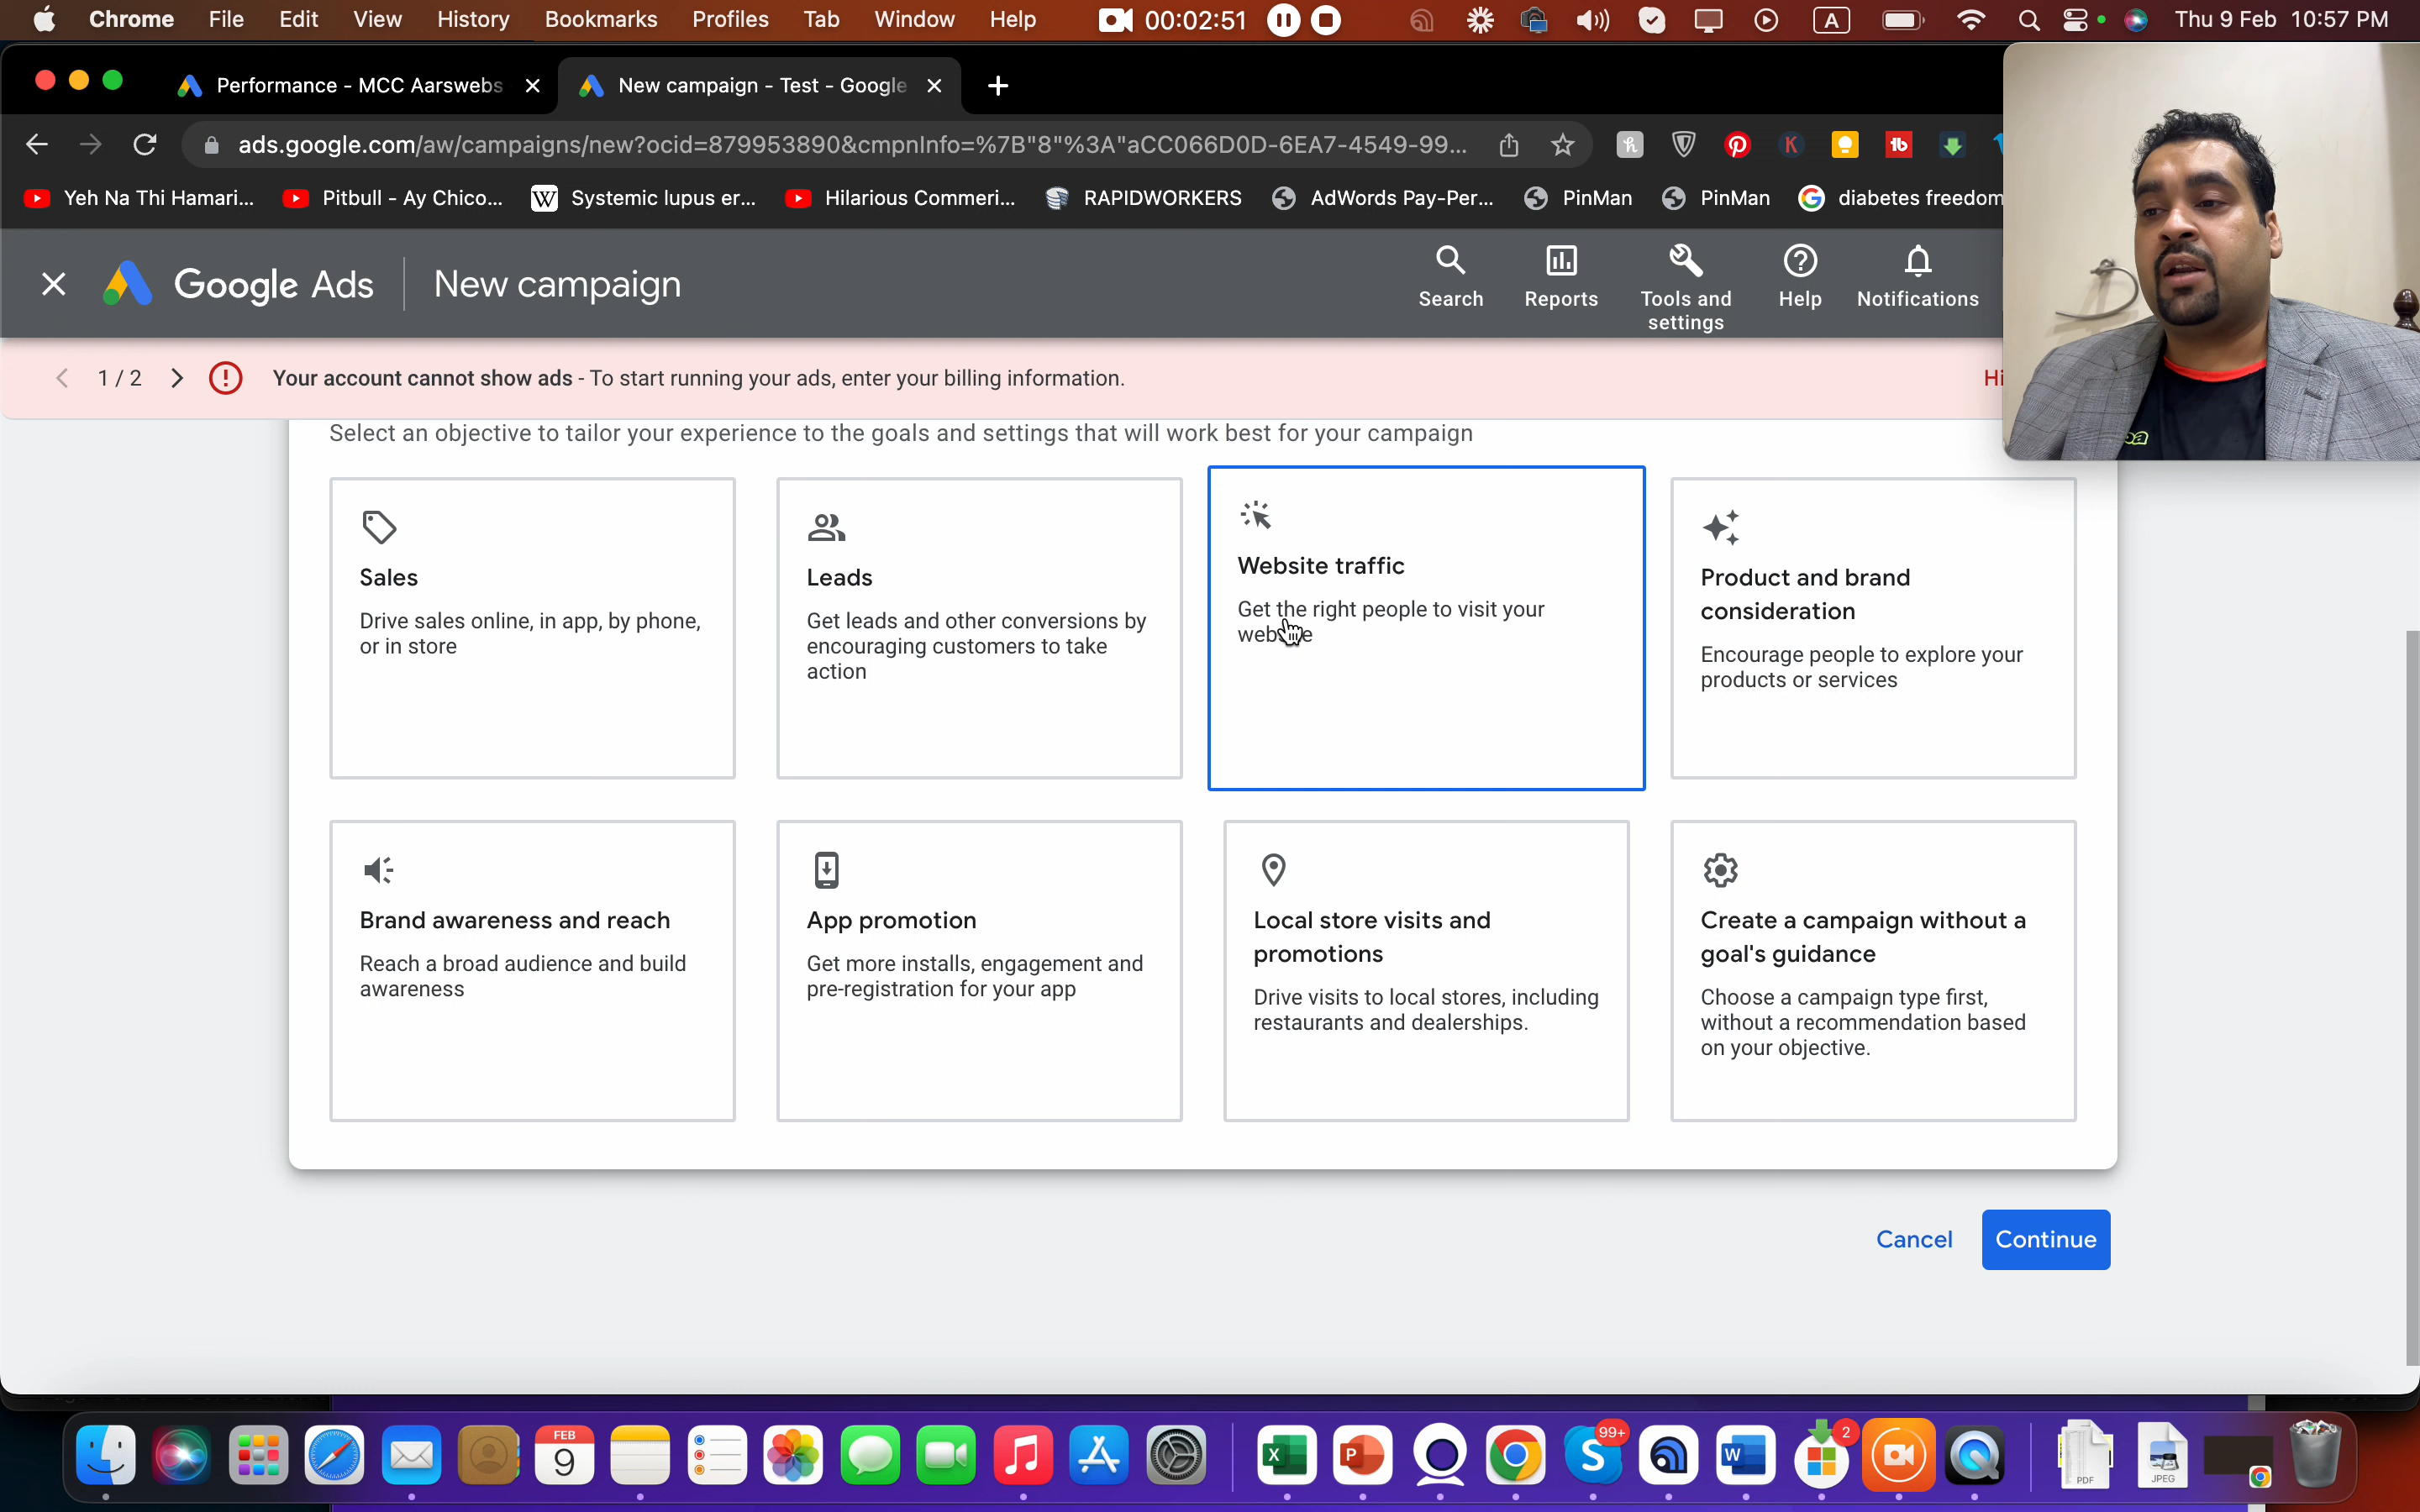 Chrome File Edit View History Bookmarks Profiles Tab Window Help 00:02:51 A Thu 9 Feb 10:57 PM
Performance - MCC Aarswebs
New campaign - Test - Google
ads.google.com/aw/campaigns/new?ocid=879953890&cmpnInfo=%7B"8"%3A"aCC066D0D-6EA7-4549-99...
Yeh Na Thi Hamari... Pitbull - Ay Chico... W Systemic lupus er... Hilarious Commeri... RAPIDWORKERS AdWords Pay-Per... PinMan PinMan diabetes freedom
Google Ads New campaign
Search Reports Tools and settings Help Notifications
1 / 2 Your account cannot show ads - To start running your ads, enter your billing information.
Select an objective to tailor your experience to the goals and settings that will work best for your campaign
Sales
Drive sales online, in app, by phone,
or in store
Leads
Get leads and other conversions by
encouraging customers to take
action
Website traffic
Get the right people to visit your
website
Product and brand
consideration
Encourage people to explore your
products or services
Brand awareness and reach
Reach a broad audience and build
awareness
App promotion
Get more installs, engagement and
pre-registration for your app
Local store visits and
promotions
Drive visits to local stores, including
restaurants and dealerships.
Create a campaign without a
goal's guidance
Choose a campaign type first,
without a recommendation based
on your objective.
Cancel Continue
FEB
9
99+
2
PDF
JPEG